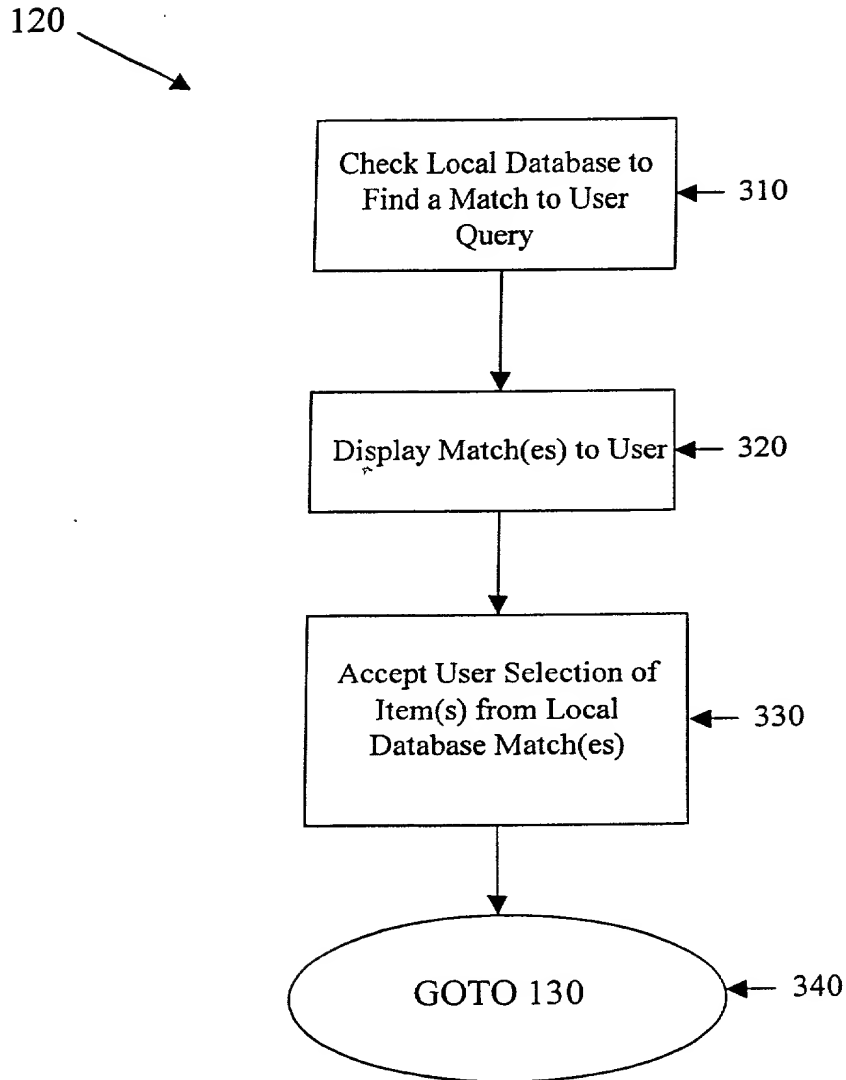 120
Check Local Database to
Find a Match to User
Query
310
Display Match(es) to User
320
Accept User Selection of
Item(s) from Local
Database Match(es)
330
GOTO 130
340